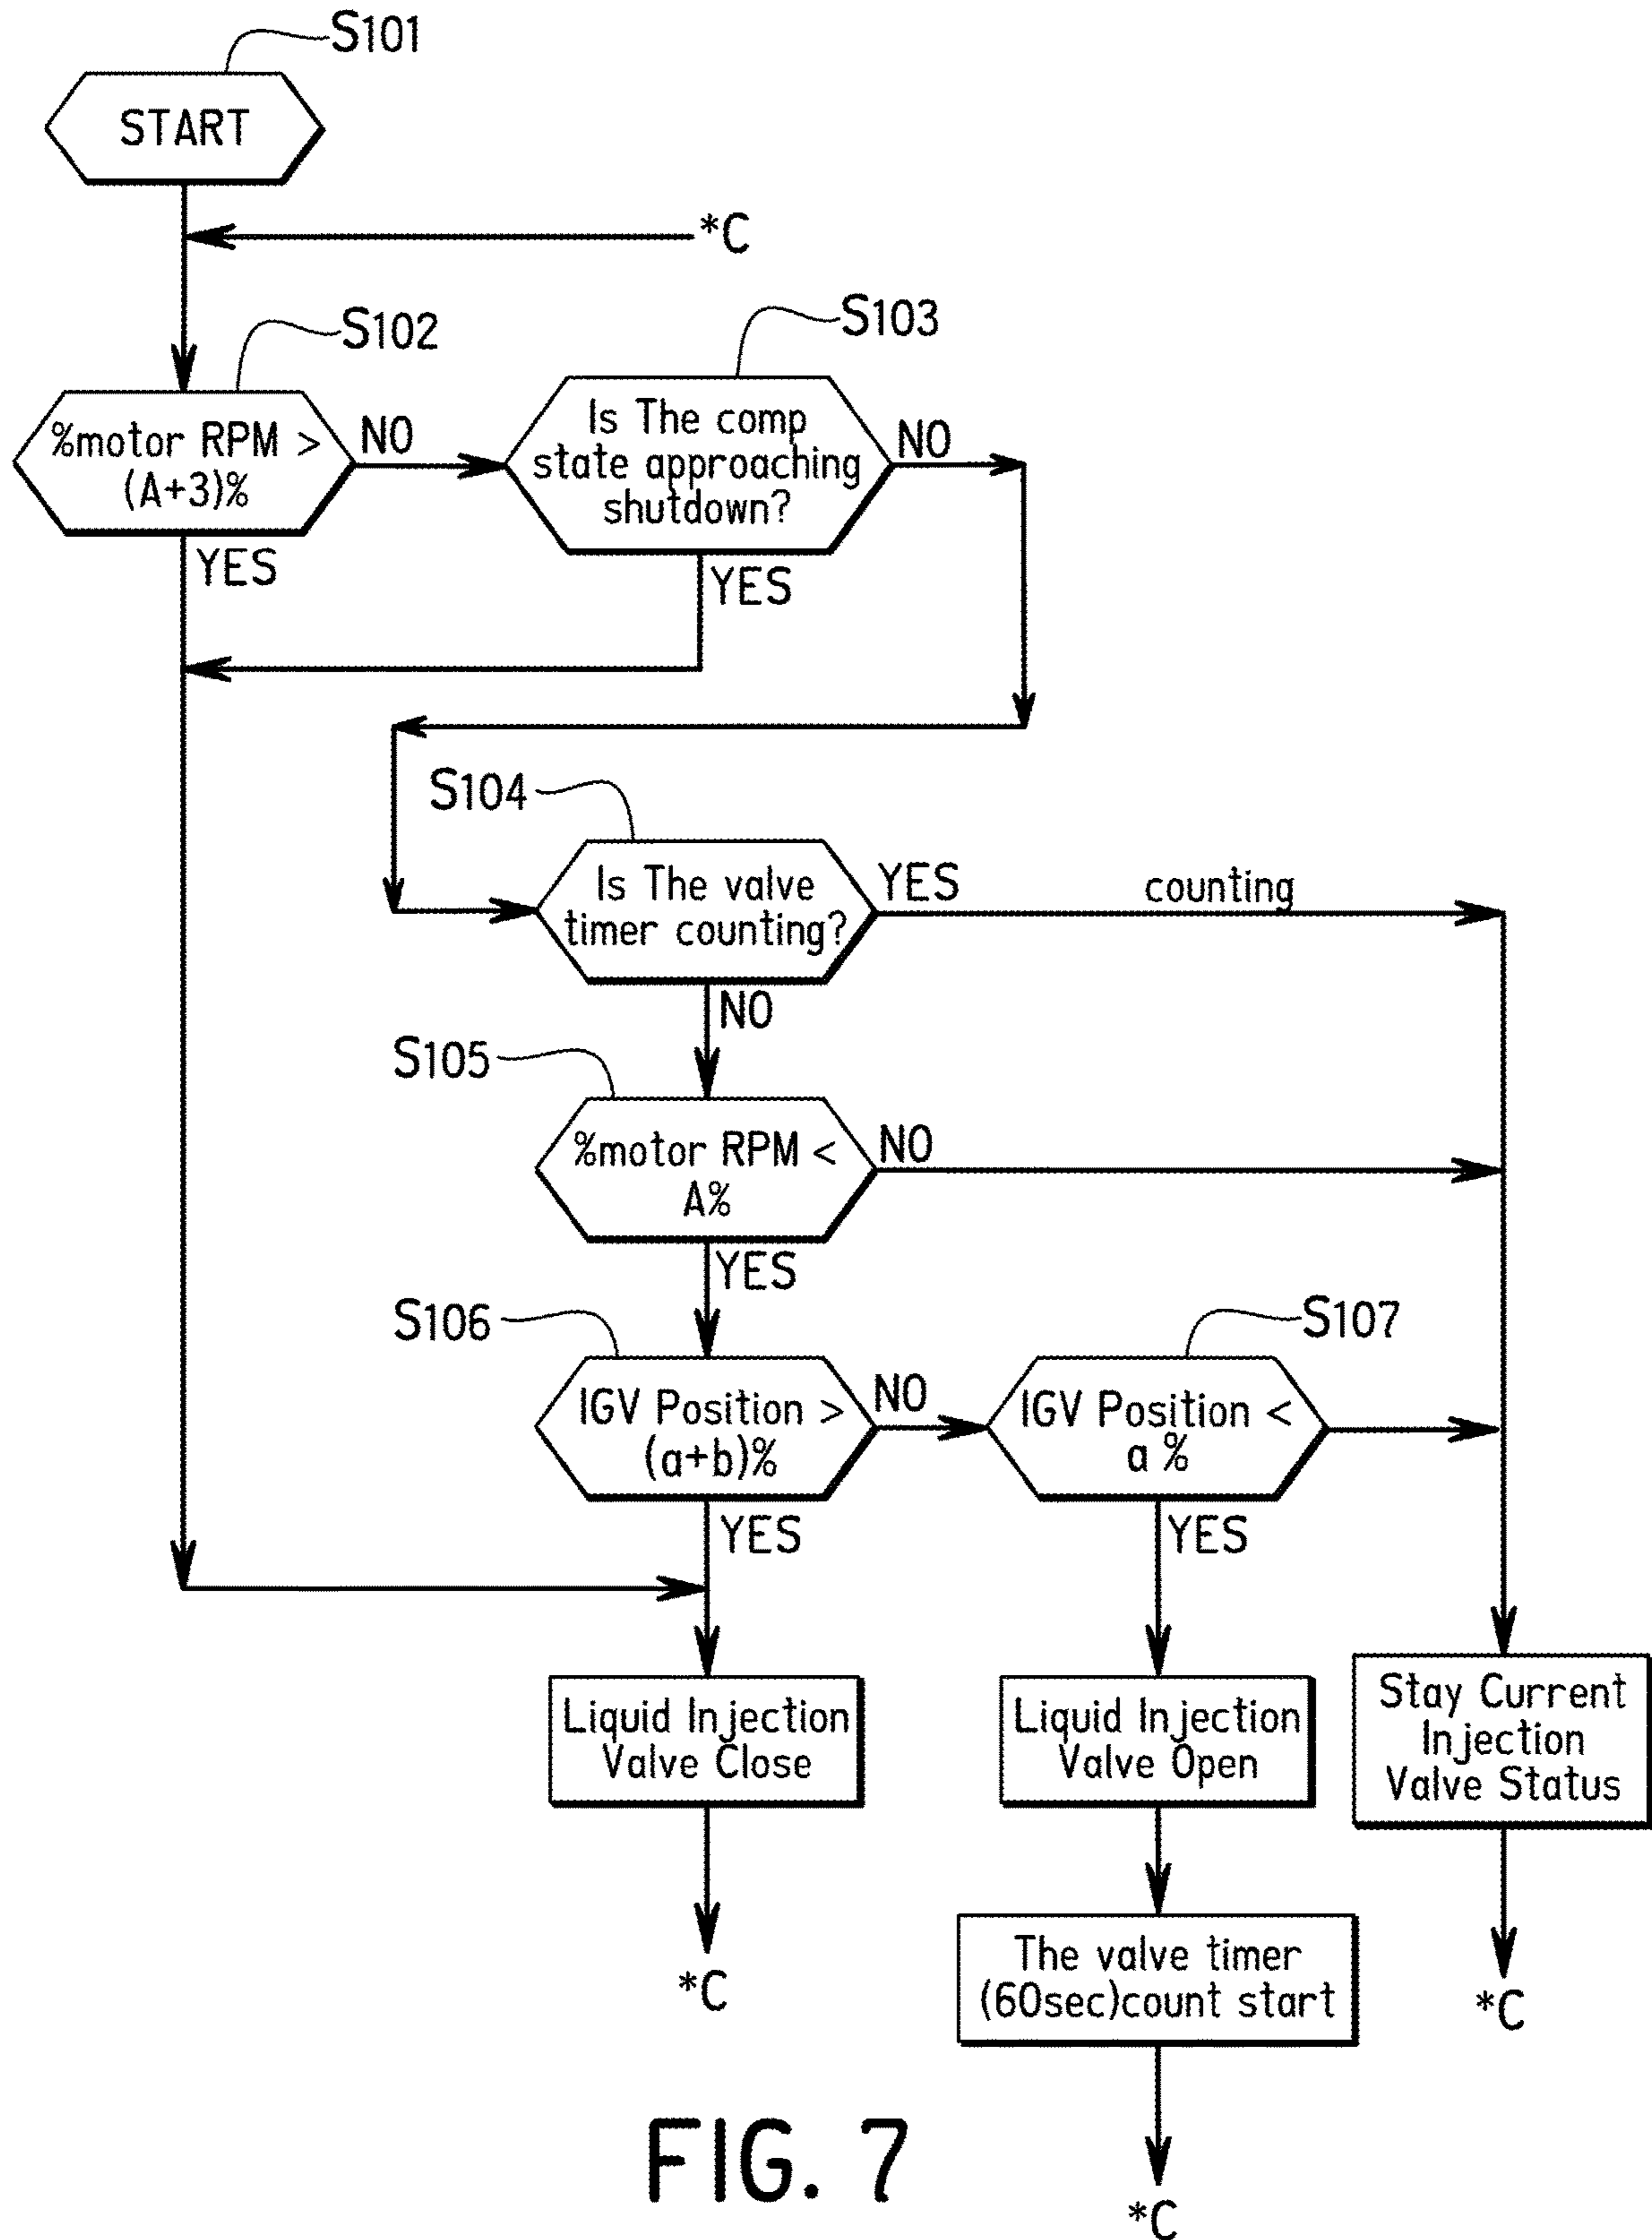 S101
START
*C
S102
%motor RPM >
(A+3)%
NO
YES
S103
Is The comp
state approaching
shutdown?
NO
YES
S104
Is The valve
timer counting?
YES
counting
NO
S105
%motor RPM <
A%
NO
YES
S106
IGV Position >
(a+b)%
NO
YES
S107
IGV Position <
a %
YES
Liquid Injection
Valve Close
*C
Liquid Injection
Valve Open
The valve timer
(60sec)count start
*C
Stay Current
Injection
Valve Status
*C
FIG. 7